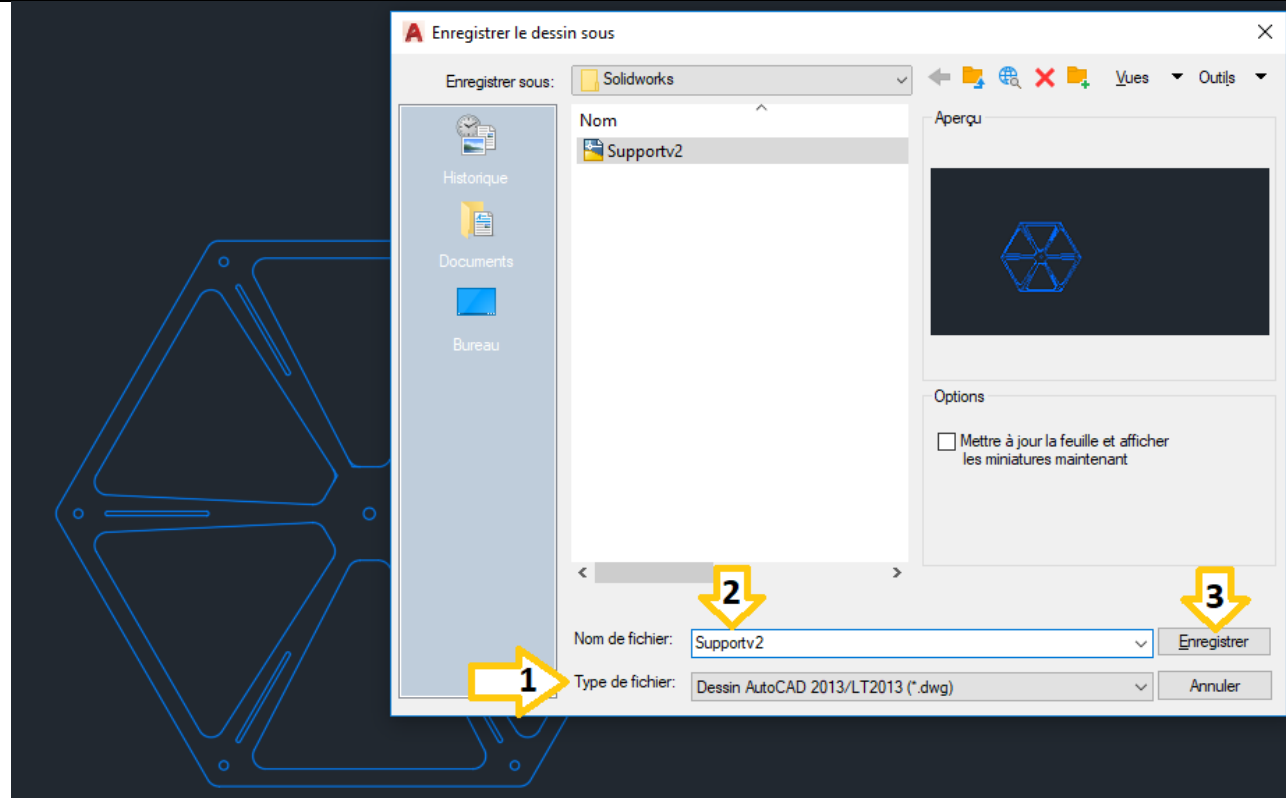 Enregistrer le dessin sous
Enregistrer sous:
Solidworks
Vues
Outils
Nom
Supportv2
Historique
Documents
Bureau
Aperçu
Options
Mettre à jour la feuille et afficher
les miniatures maintenant
2
3
Nom de fichier:
Supportv2
Enregistrer
1
Type de fichier:
Dessin AutoCAD 2013/LT2013 (*.dwg)
Annuler